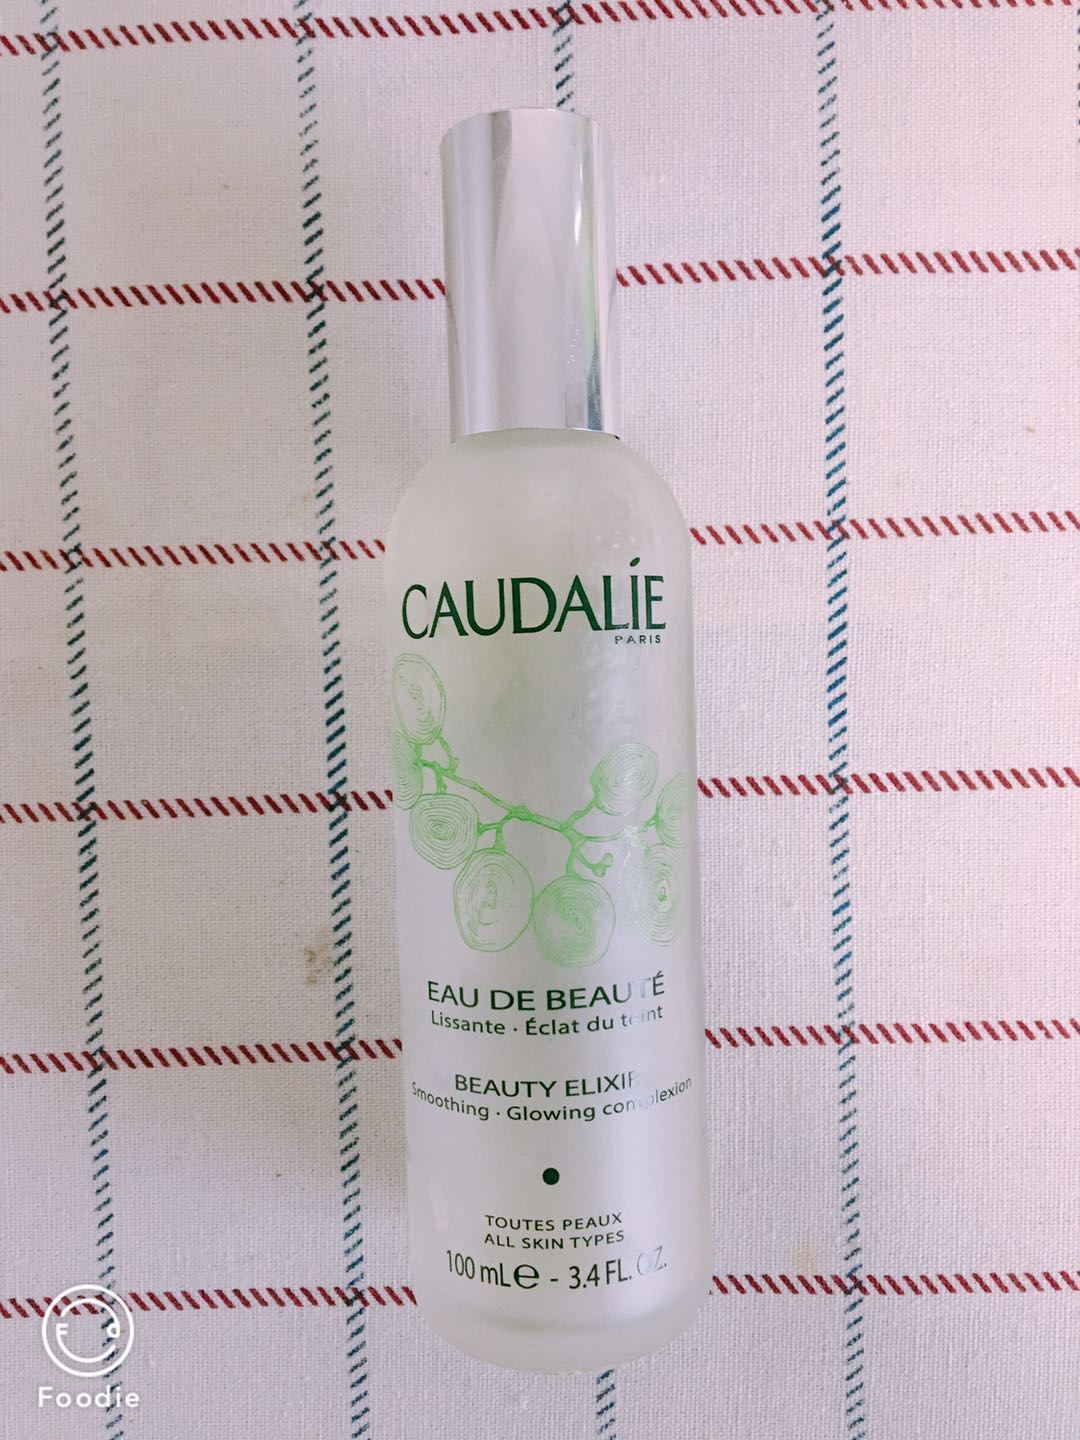 CAUDALÍE
PARIS
EAU DE BEAUTÉ
Lissante · Éclat du teint
BEAUTY ELIXIR
Smoothing · Glowing complexion
TOUTES PEAUX
ALL SKIN TYPES
100 mL℮ - 3.4 FL. OZ.
Foodie